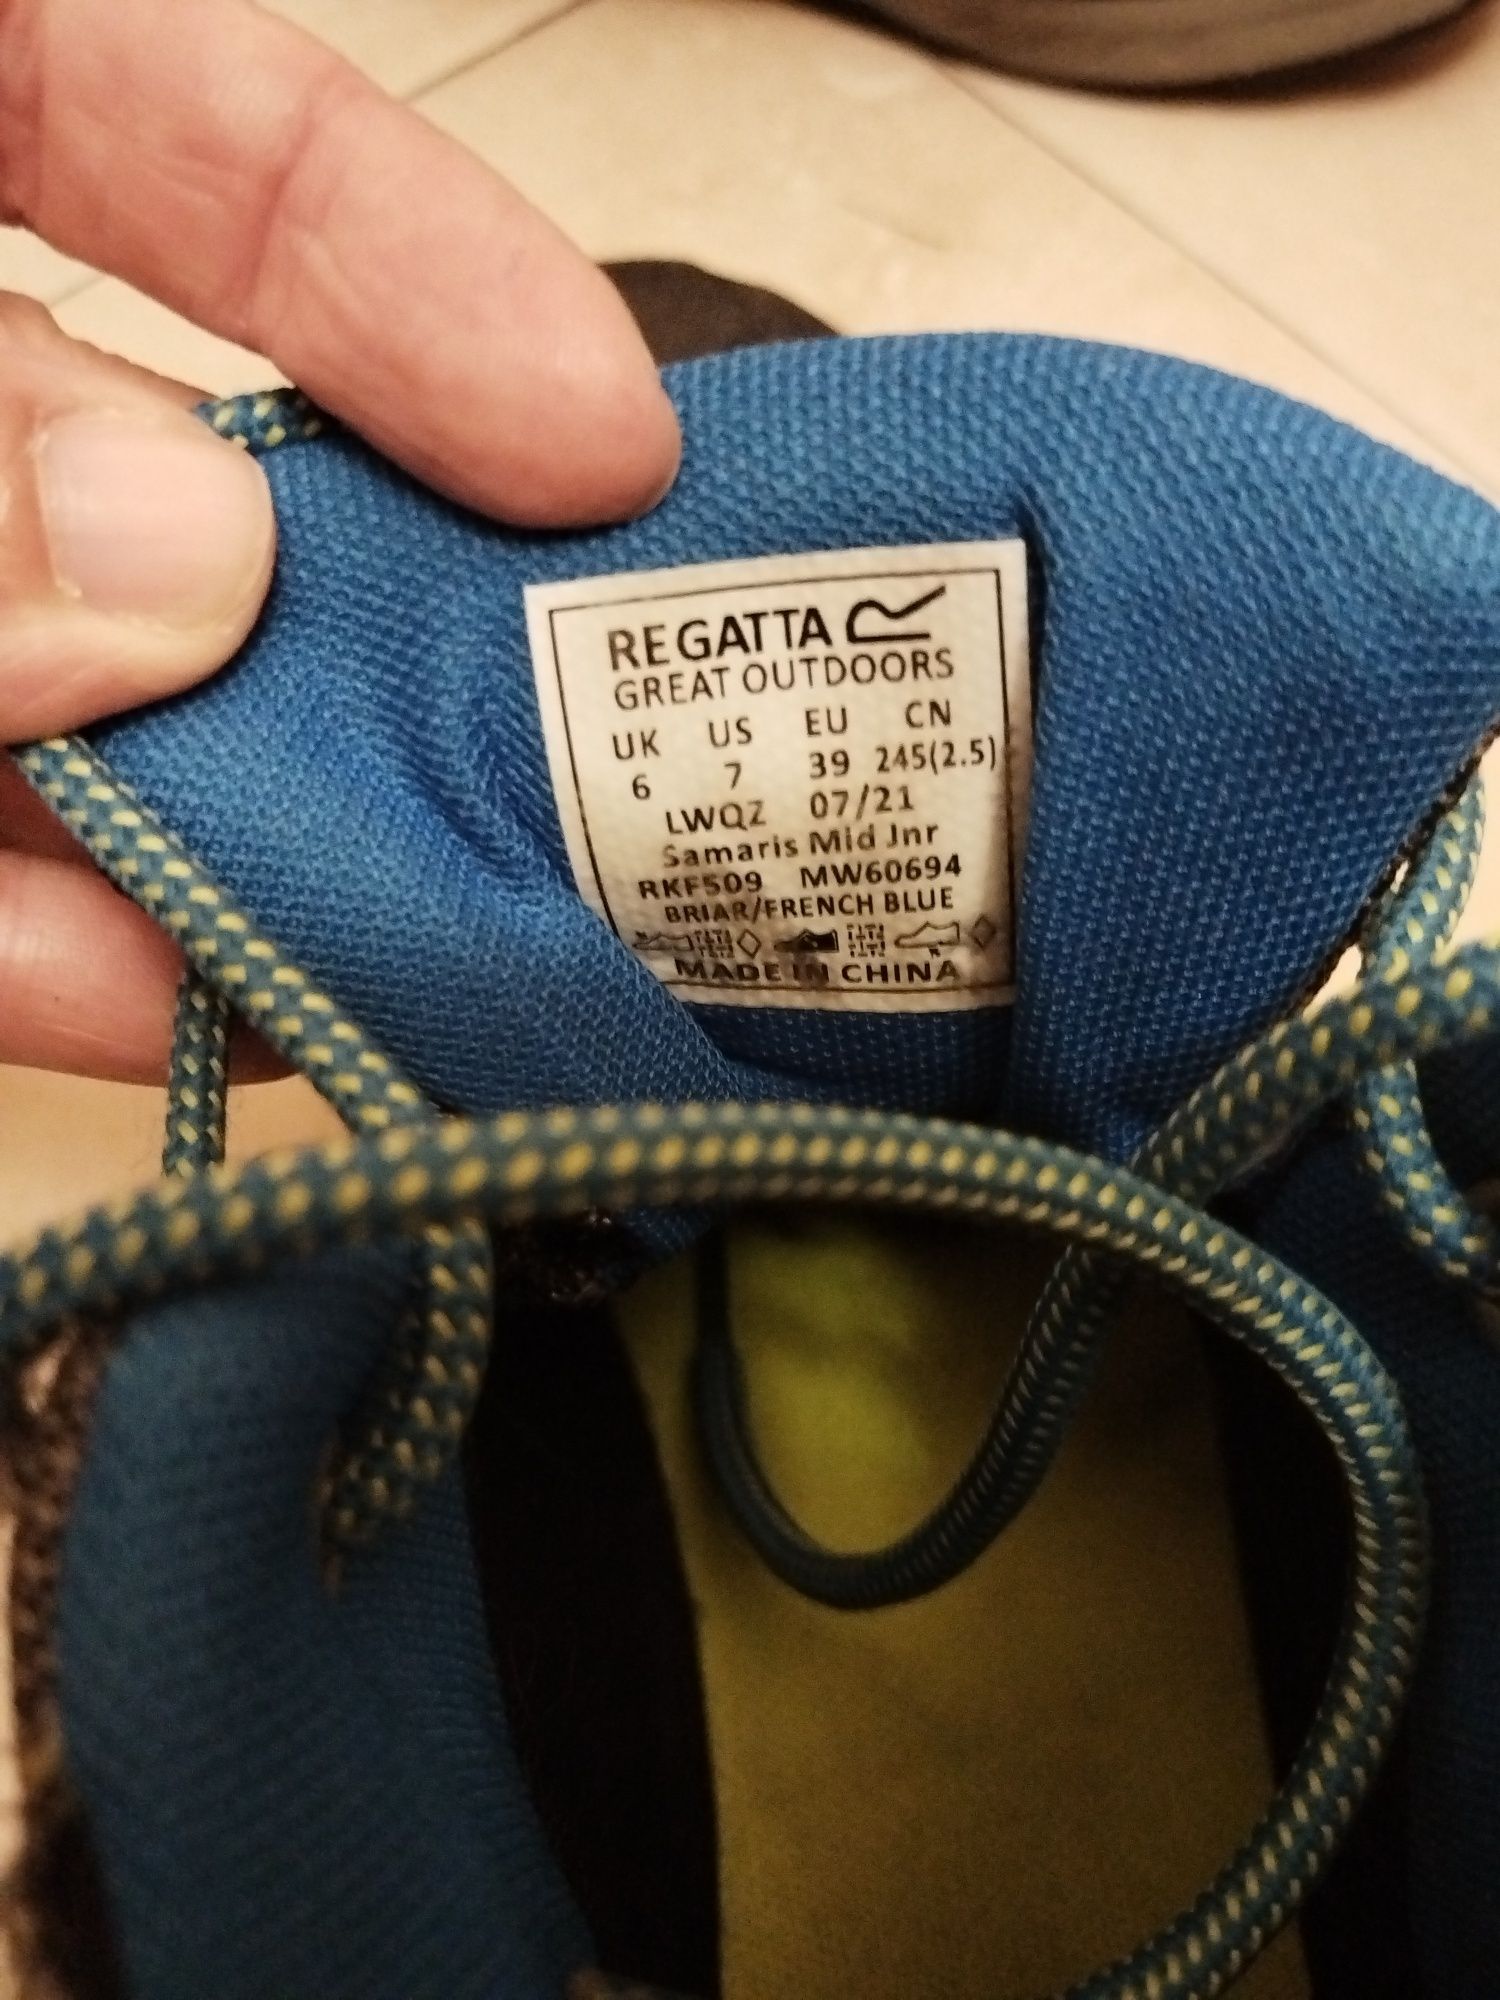 REGATTA
GREAT OUTDOORS
UK US EU CN
6 7 39 245(2.5)
LWQZ 07/21
Samaris Mid Jnr
RKF509 MW60694
BRIAR/FRENCH BLUE
MADE IN CHINA